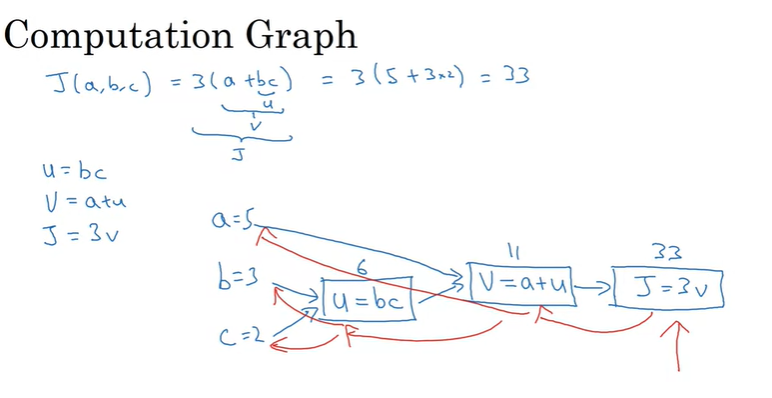 Computation Graph
J(a,b,c) = 3(a+bc) = 3(5+3×2) = 33
u
V
J
u=bc
V=a+u
J=3v
a=5
11
33
b=3
6
V=a+u
J=3v
u=bc
c=2